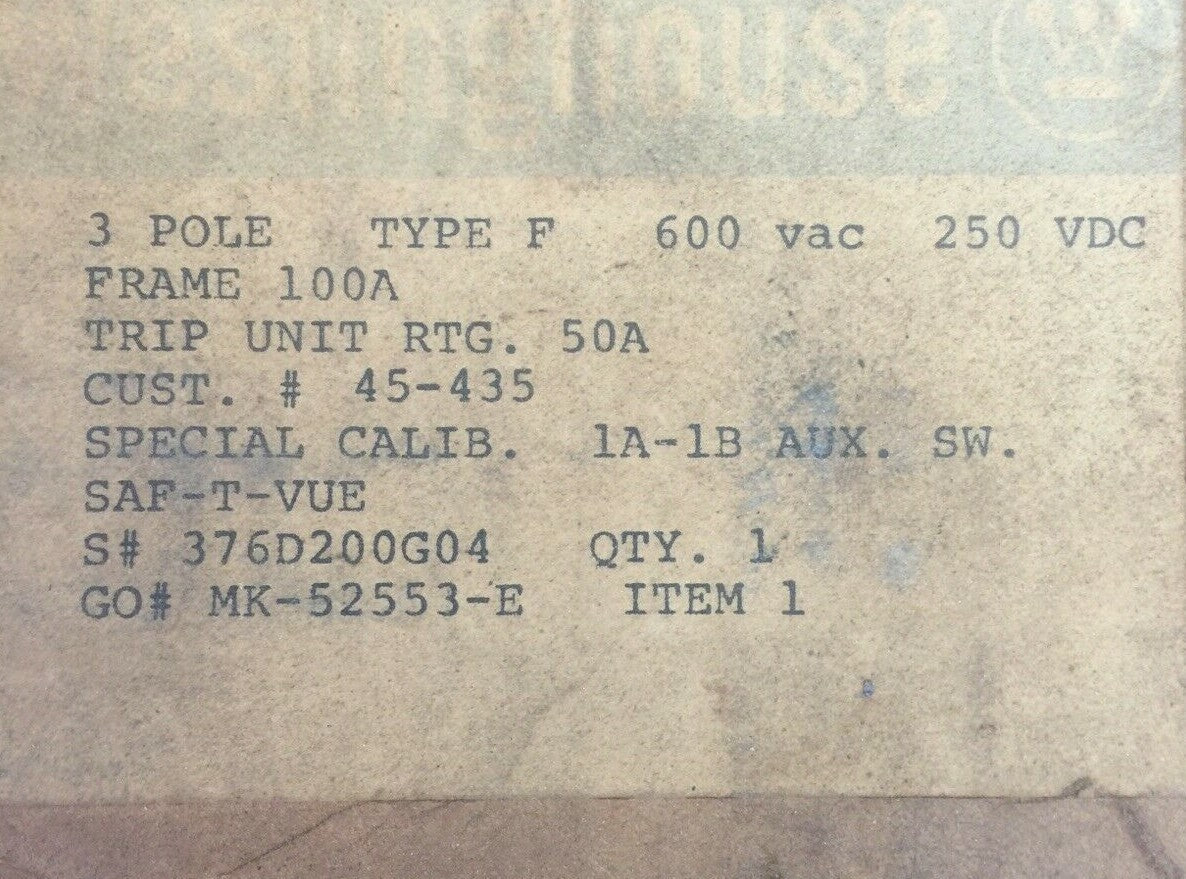 Westinghouse W
3 POLE TYPE F 600 vac 250 VDC
FRAME 100A
TRIP UNIT RTG. 50A
CUST. # 45-435
SPECIAL CALIB. 1A-1B AUX. SW.
SAF-T-VUE
S# 376D200G04 QTY. 1
GO# MK-52553-E ITEM 1